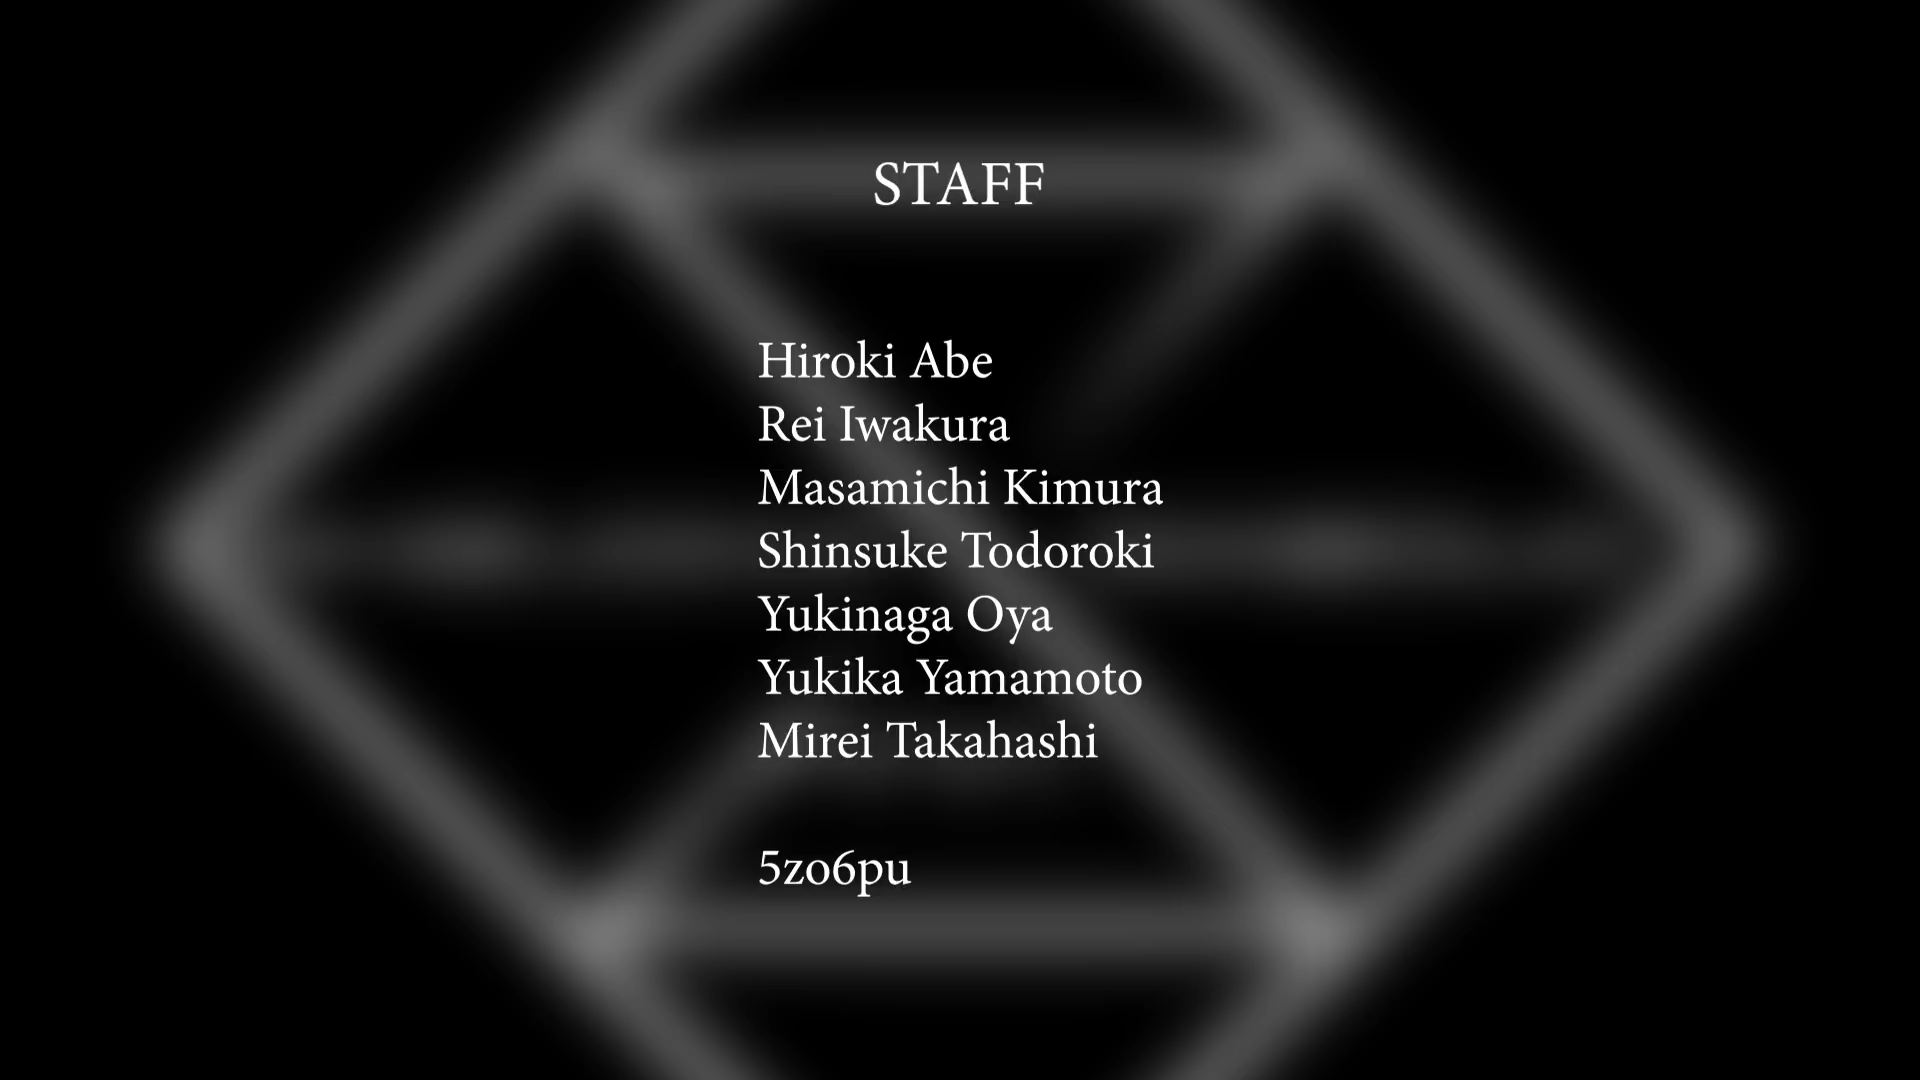 STAFF
Hiroki Abe
Rei Iwakura
Masamichi Kimura
Shinsuke Todoroki
Yukinaga Oya
Yukika Yamamoto
Mirei Takahashi
5zo6pu